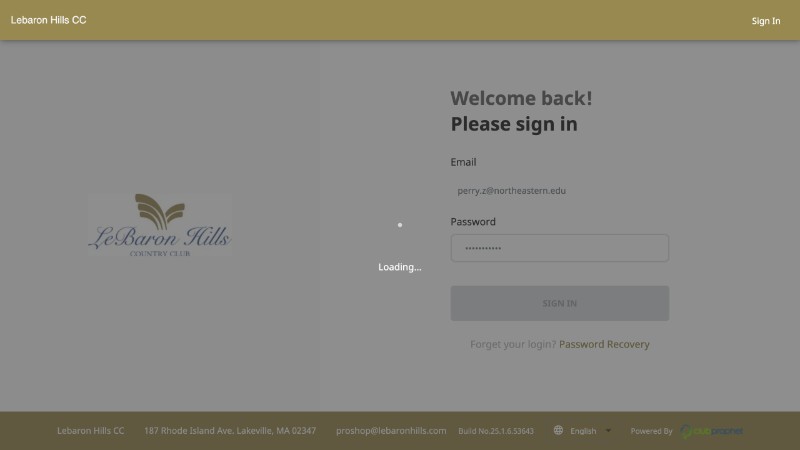 Lebaron Hills CC
Sign In
Welcome back!
Please sign in
Email
perry.z@northeastern.edu
Password
•••••••••••
SIGN IN
Forget your login? Password Recovery
LeBaron Hills
COUNTRY CLUB
Loading...
Lebaron Hills CC
187 Rhode Island Ave. Lakeville, MA 02347
proshop@lebaronhills.com
Build No.25.1.6.53643
English
Powered By
clubprophet